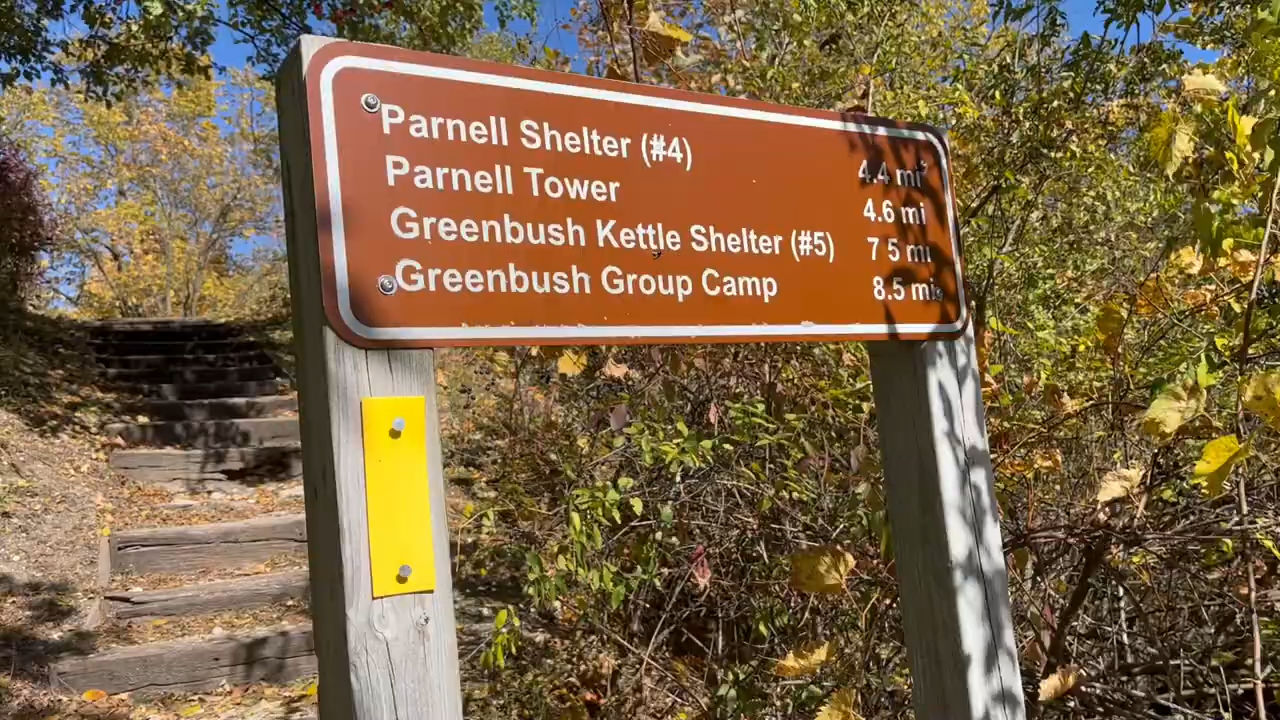 Parnell Shelter (#4) 4.4 mi
Parnell Tower 4.6 mi
Greenbush Kettle Shelter (#5) 7 5 mi
Greenbush Group Camp 8.5 mi